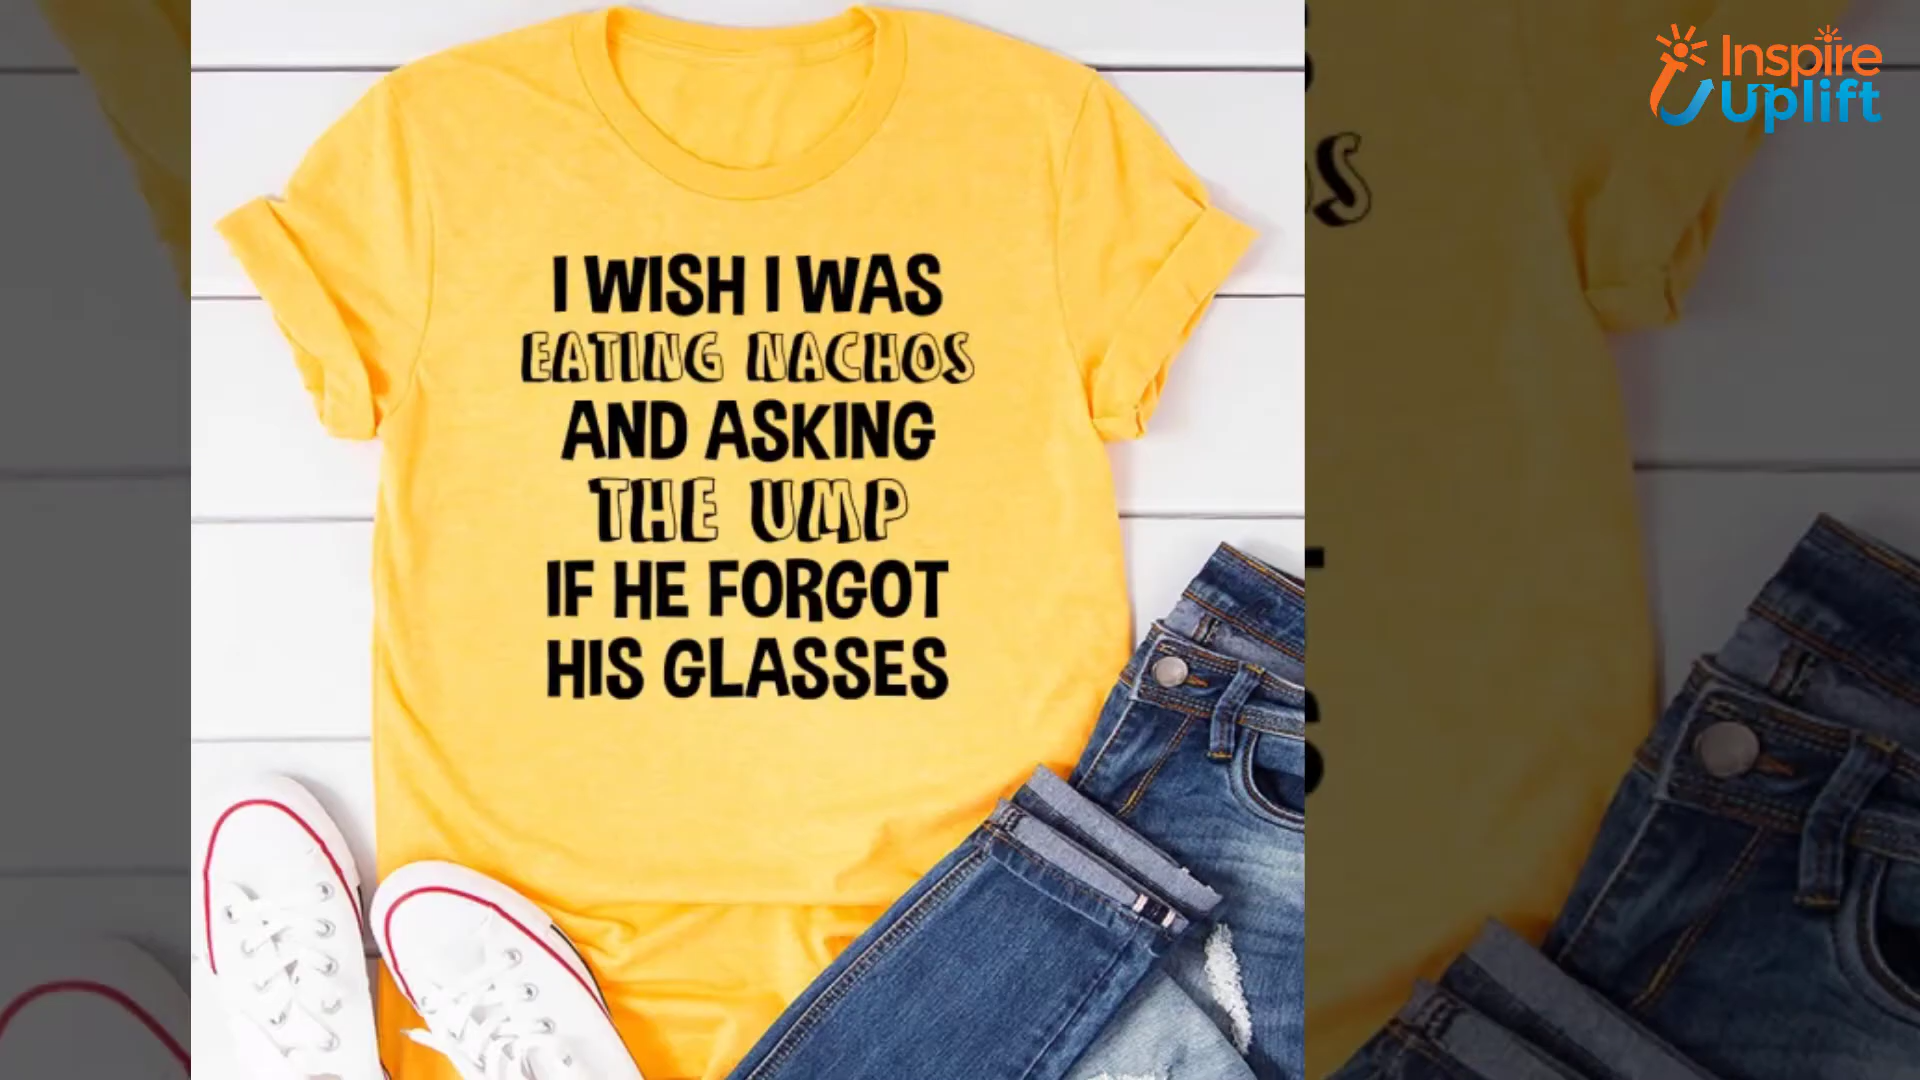 I WISH I WAS
EATING NACHOS
AND ASKING
THE UMP
IF HE FORGOT
HIS GLASSES
Inspire
Uplift